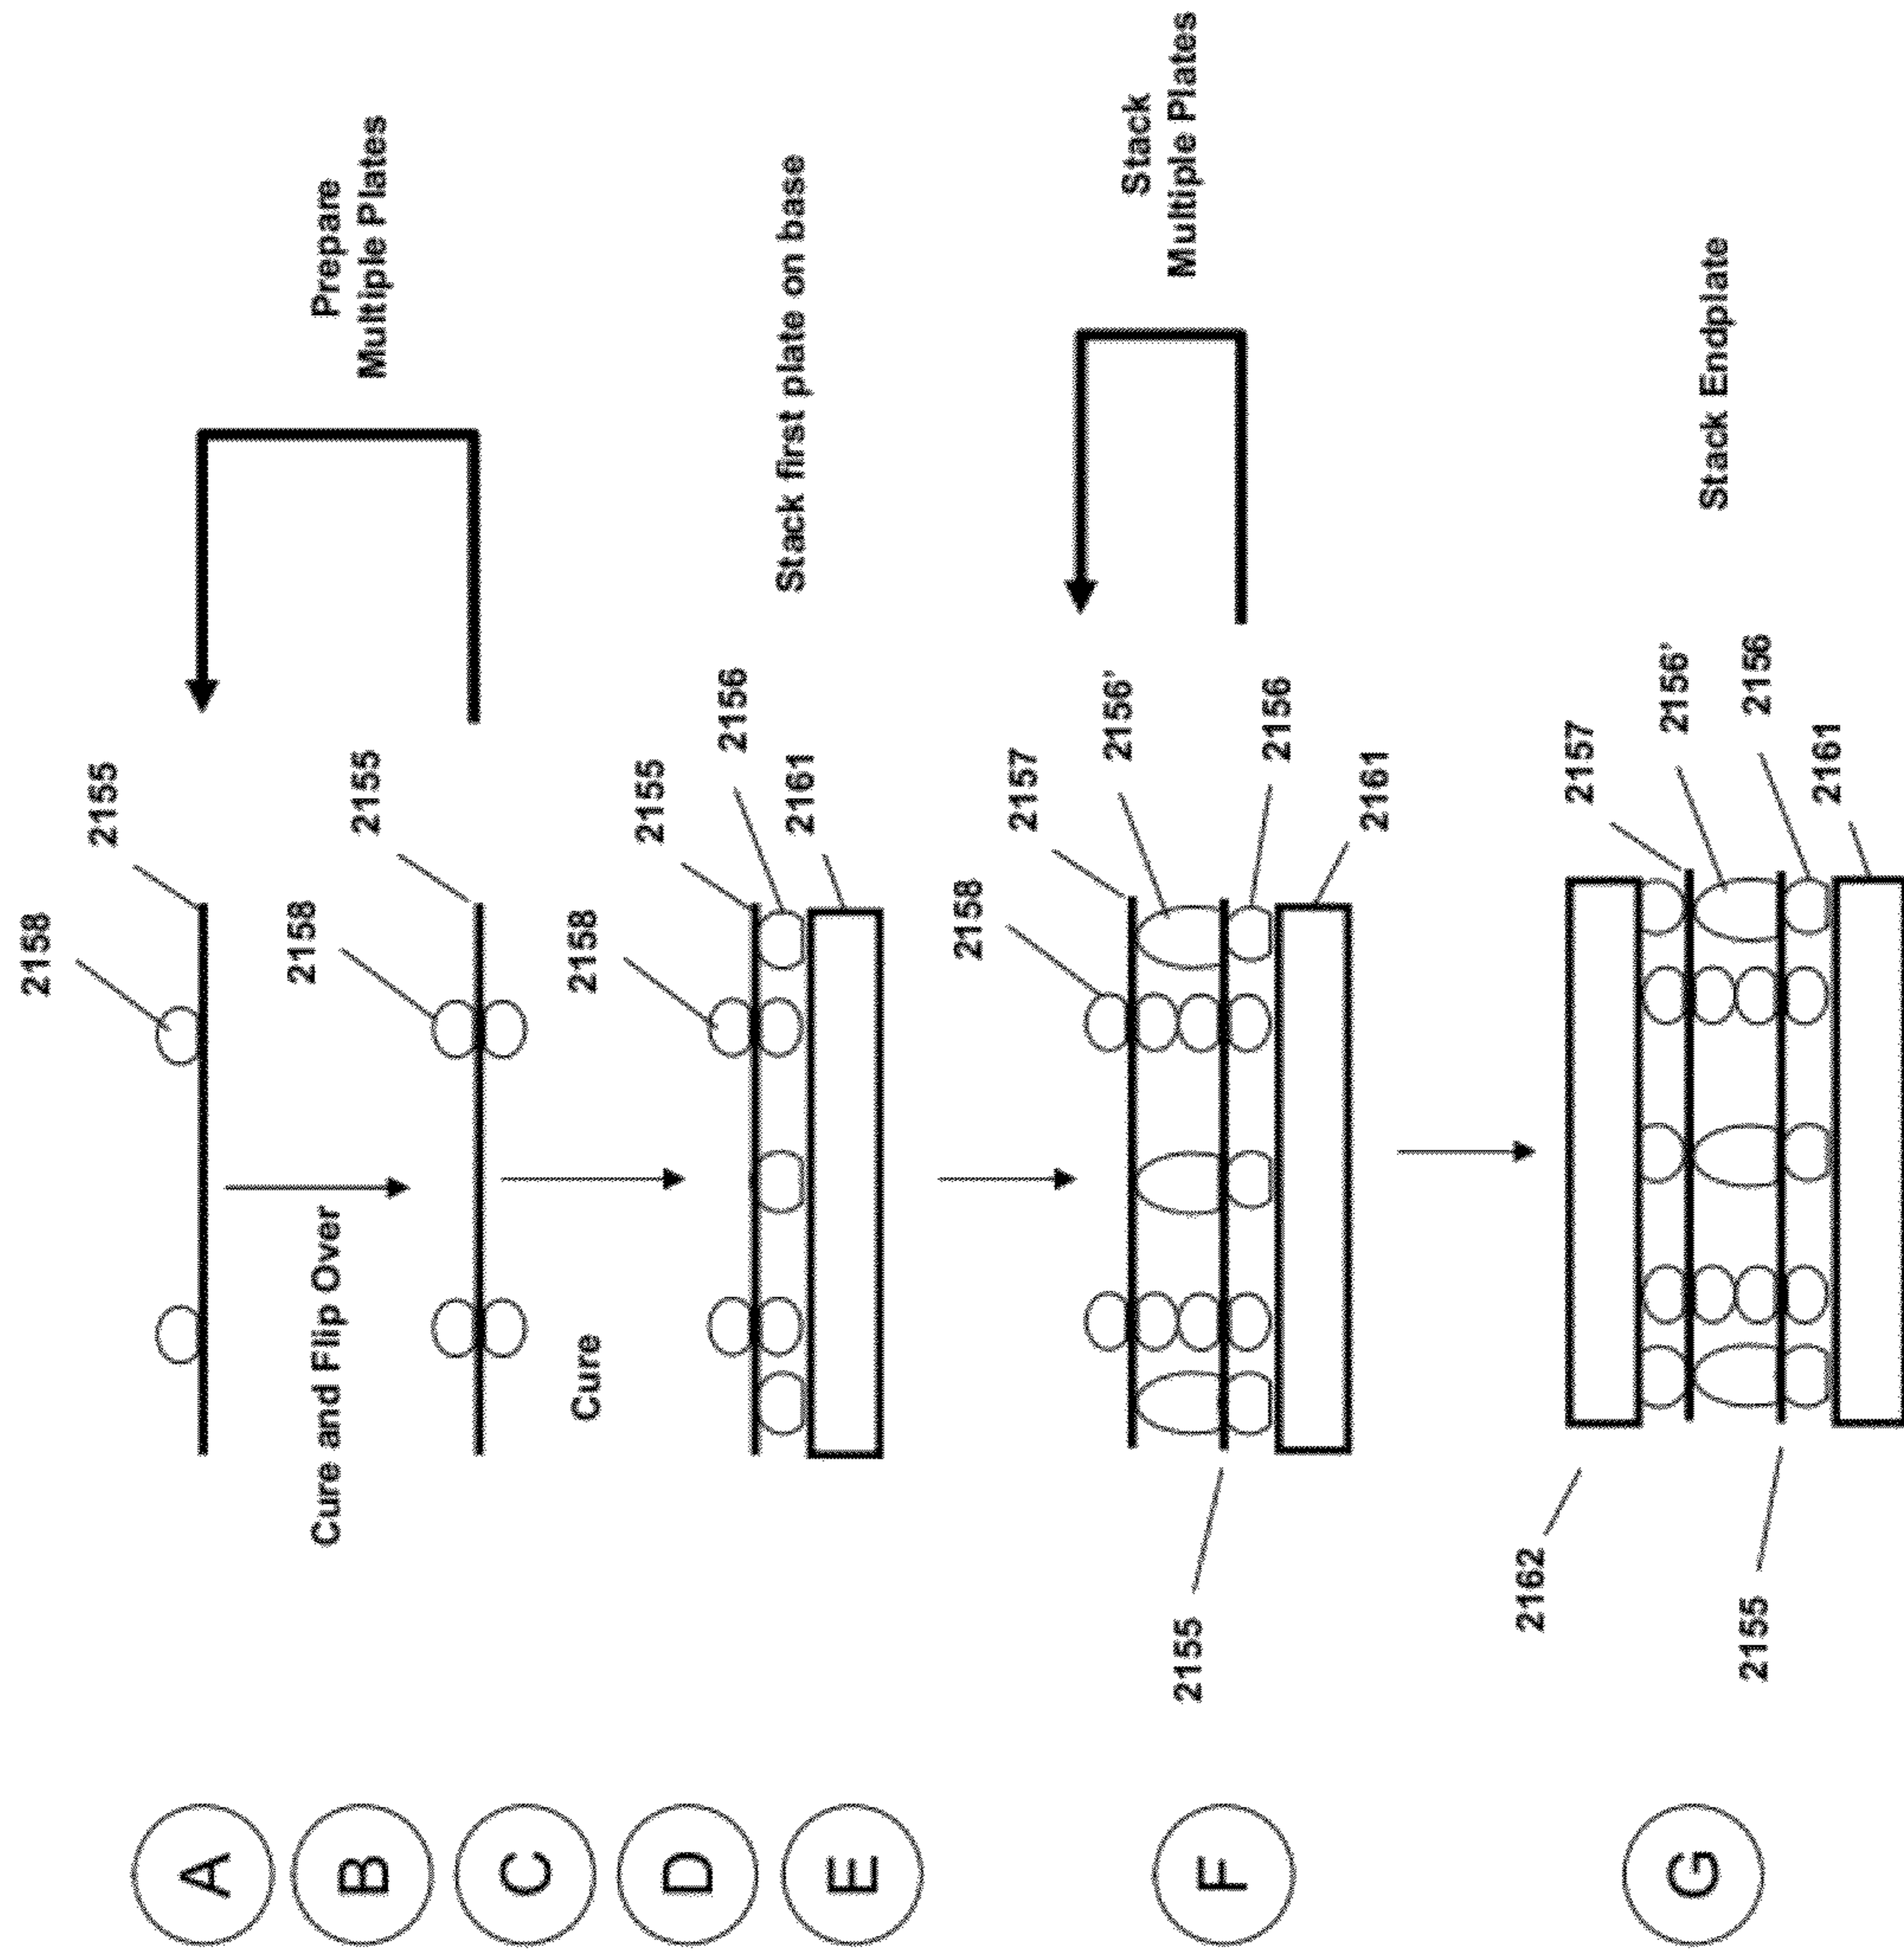 2158
2155
A
2158
Cure and Flip Over
Prepare
Multiple Plates
B
2155
C
2158
Cure
2155
D
2156
2161
Stack first plate on base
E
2158
2157
2156'
Stack
Multiple Plates
2155
F
2156
2161
2162
2157
2156'
G
Stack Endplate
2155
2156
2161